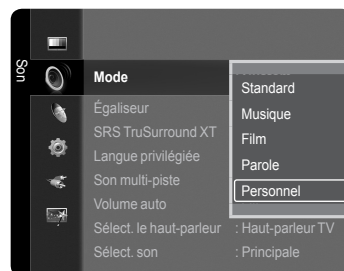 Son
Mode
Standard
Égaliseur
Musique
SRS TruSurround XT
Film
Langue privilégiée
Parole
Son multi-piste
Volume auto
Personnel
Sélect. le haut-parleur : Haut-parleur TV
Sélect. son : Principale